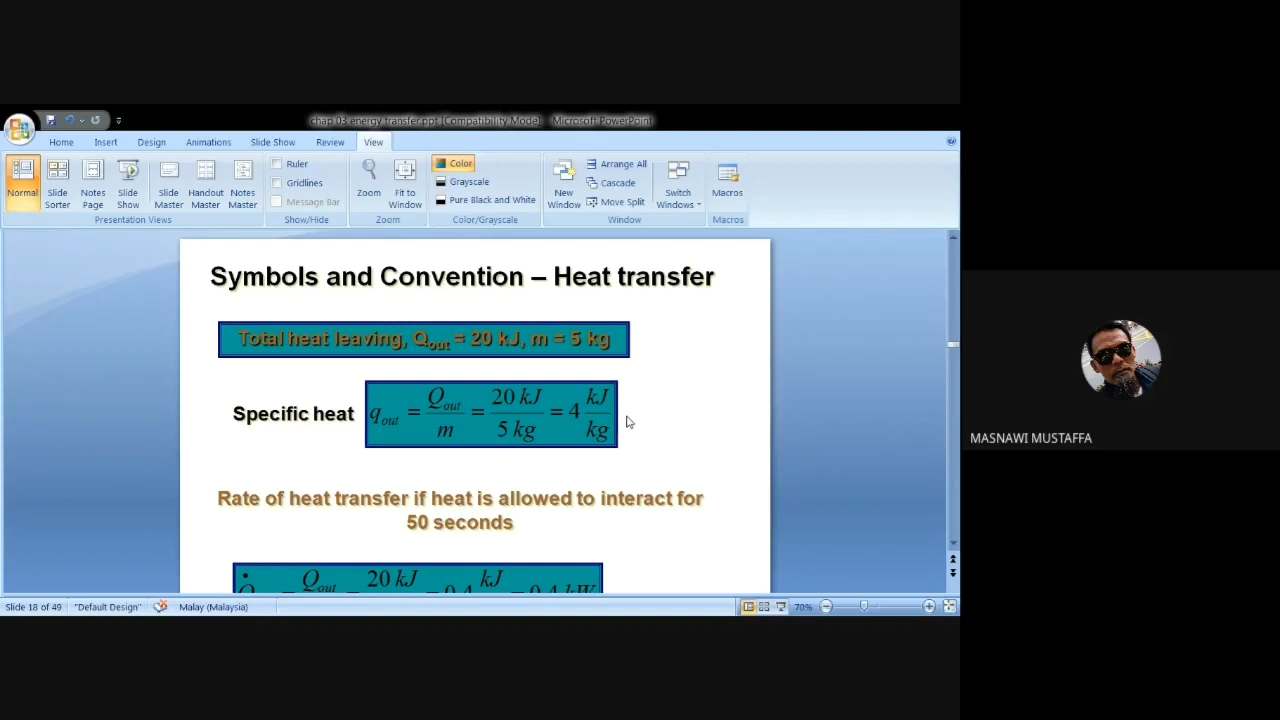 chap 03 energy transfer.ppt [Compatibility Mode] - Microsoft PowerPoint
Home Insert Design Animations Slide Show Review View
Normal
Slide Sorter
Notes Page
Slide Show
Slide Master
Handout Master
Notes Master
Presentation Views
Ruler
Gridlines
Message Bar
Show/Hide
Zoom
Fit to Window
Zoom
Color
Grayscale
Pure Black and White
Color/Grayscale
New Window
Arrange All
Cascade
Move Split
Switch Windows
Window
Macros
Macros
Symbols and Convention – Heat transfer
Total heat leaving, Qout = 20 kJ, m = 5 kg
Specific heat qout = Qout/m = 20 kJ/5 kg = 4 kJ/kg
Rate of heat transfer if heat is allowed to interact for
50 seconds
Qout 20 kJ kJ
MASNAWI MUSTAFFA
Slide 18 of 49 "Default Design" Malay (Malaysia) 70%